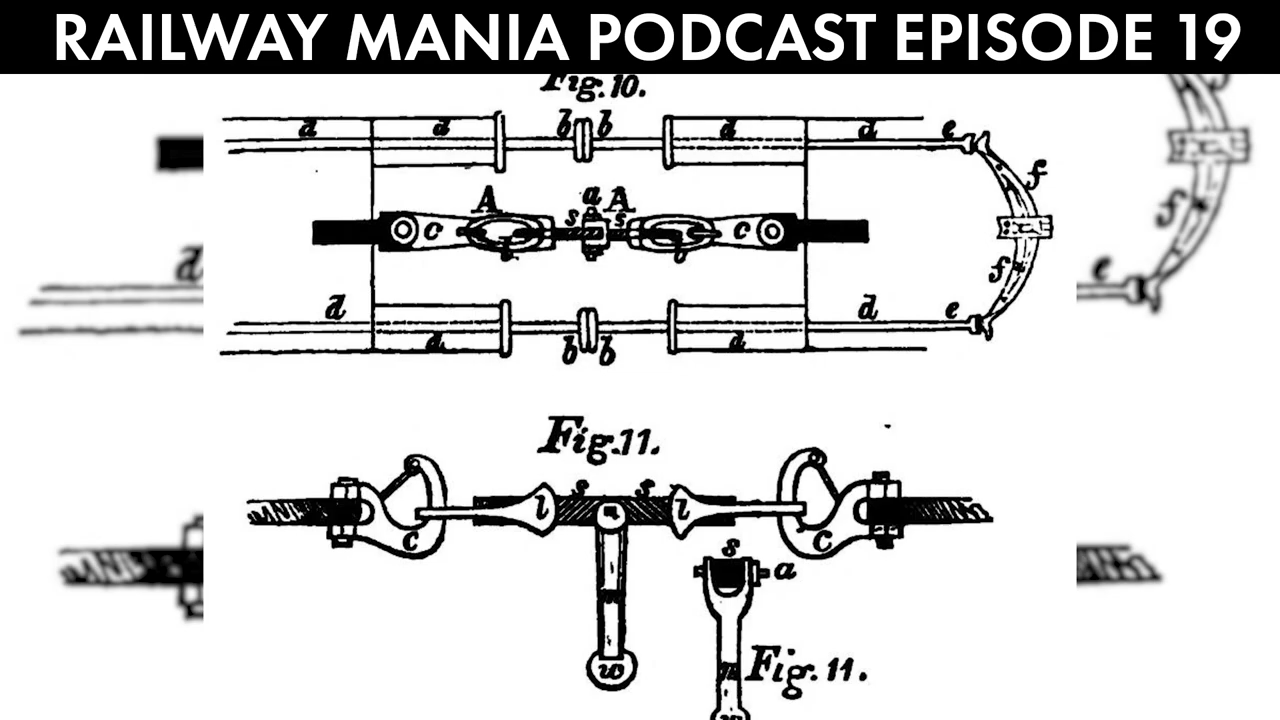 RAILWAY MANIA PODCAST EPISODE 19
Fig. 10.
d d b b d d e
f
A a A
c s s c
f
d d e
d b b d
Fig. 11.
s s
l l
c c
s
a
m
w
Fig. 11.
d e